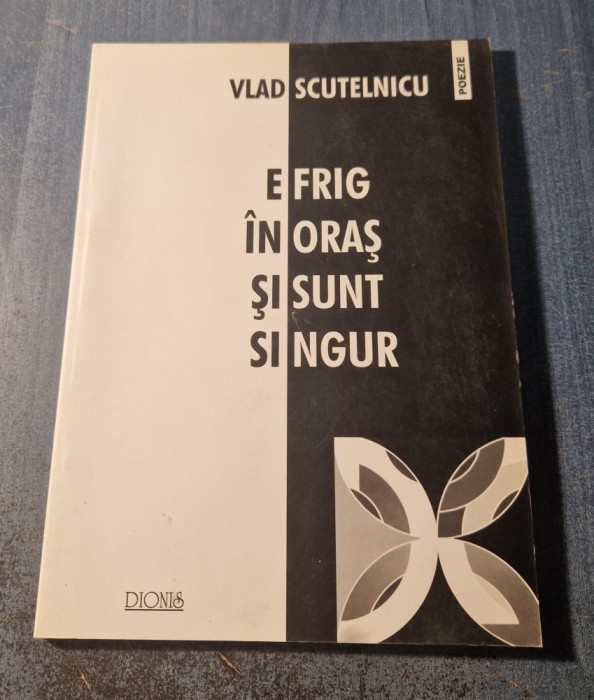 VLAD SCUTELNICU
POEZIE
E FRIG
ÎN ORAŞ
ŞI SUNT
SINGUR
DIONIS